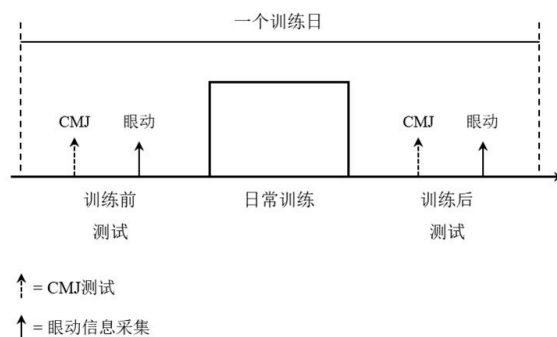 一个训练日
CMJ 眼动 CMJ 眼动
训练前 日常训练 训练后
测试 测试
= CMJ测试
= 眼动信息采集